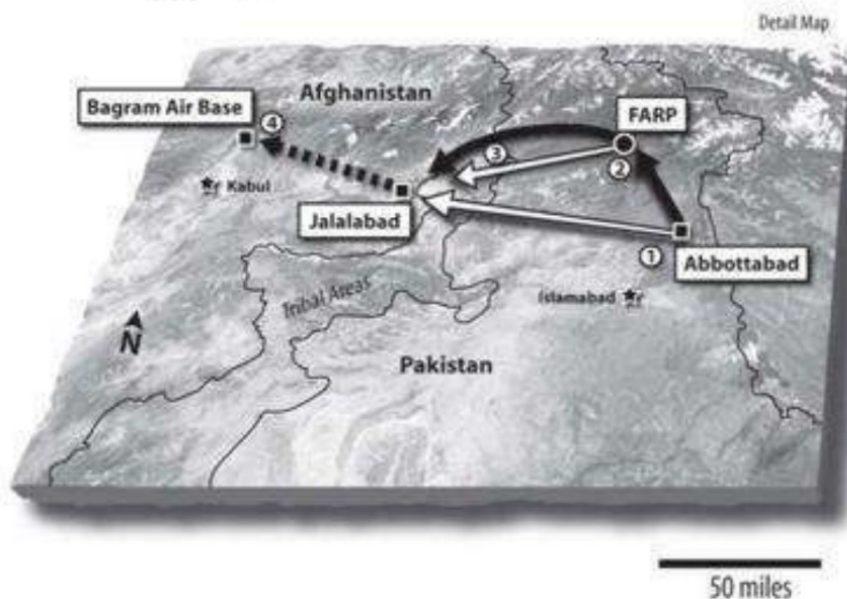 Detail Map
Afghanistan
Bagram Air Base
FARP
4
3
2
Kabul
Jalalabad
1
Abbottabad
Tribal Areas
Islamabad
N
Pakistan
50 miles